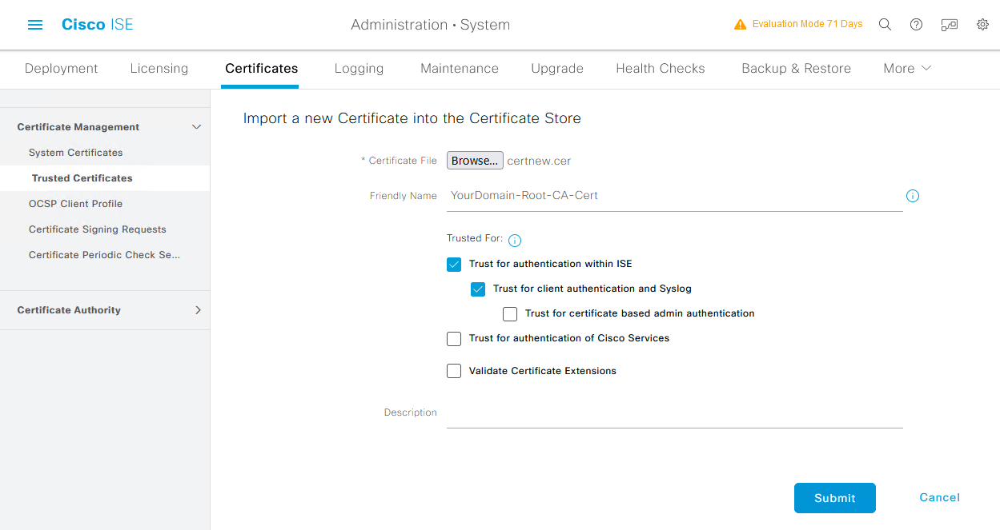 Cisco ISE
Administration • System
Evaluation Mode 71 Days
Deployment Licensing Certificates Logging Maintenance Upgrade Health Checks Backup & Restore More
Certificate Management
System Certificates
Trusted Certificates
OCSP Client Profile
Certificate Signing Requests
Certificate Periodic Check Se...
Certificate Authority
Import a new Certificate into the Certificate Store
* Certificate File Browse... certnew.cer
Friendly Name YourDomain-Root-CA-Cert
Trusted For:
Trust for authentication within ISE
Trust for client authentication and Syslog
Trust for certificate based admin authentication
Trust for authentication of Cisco Services
Validate Certificate Extensions
Description
Submit Cancel